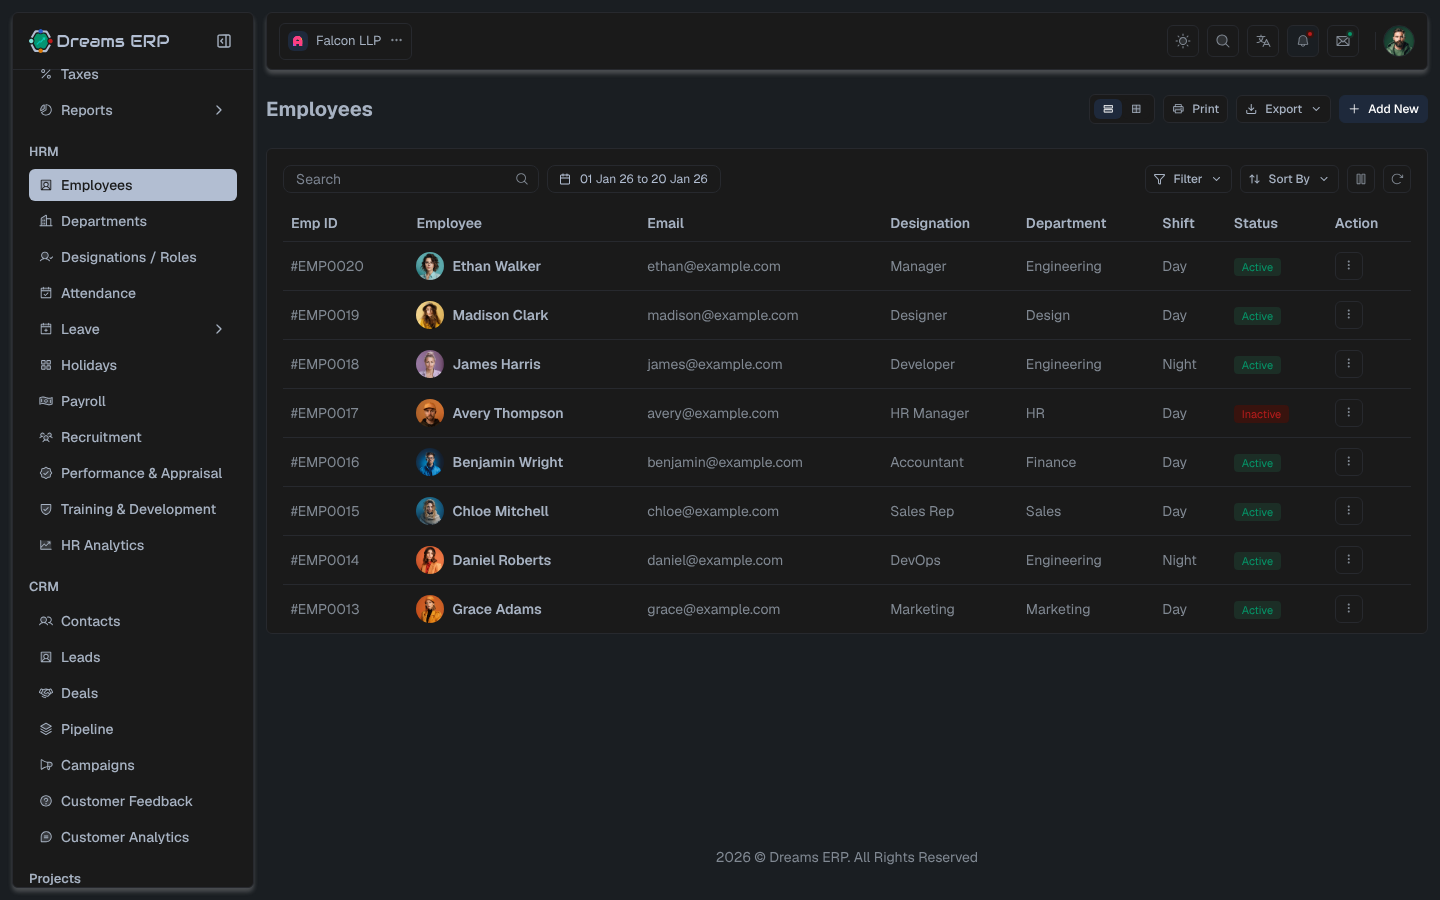 Dreams ERP
Taxes
Reports
HRM
Employees
Departments
Designations / Roles
Attendance
Leave
Holidays
Payroll
Recruitment
Performance & Appraisal
Training & Development
HR Analytics
CRM
Contacts
Leads
Deals
Pipeline
Campaigns
Customer Feedback
Customer Analytics
Projects
Falcon LLP
Employees
Print
Export
Add New
Search
01 Jan 26 to 20 Jan 26
Filter
Sort By
Emp ID Employee Email Designation Department Shift Status Action
#EMP0020 Ethan Walker ethan@example.com Manager Engineering Day Active
#EMP0019 Madison Clark madison@example.com Designer Design Day Active
#EMP0018 James Harris james@example.com Developer Engineering Night Active
#EMP0017 Avery Thompson avery@example.com HR Manager HR Day Inactive
#EMP0016 Benjamin Wright benjamin@example.com Accountant Finance Day Active
#EMP0015 Chloe Mitchell chloe@example.com Sales Rep Sales Day Active
#EMP0014 Daniel Roberts daniel@example.com DevOps Engineering Night Active
#EMP0013 Grace Adams grace@example.com Marketing Marketing Day Active
2026 © Dreams ERP. All Rights Reserved